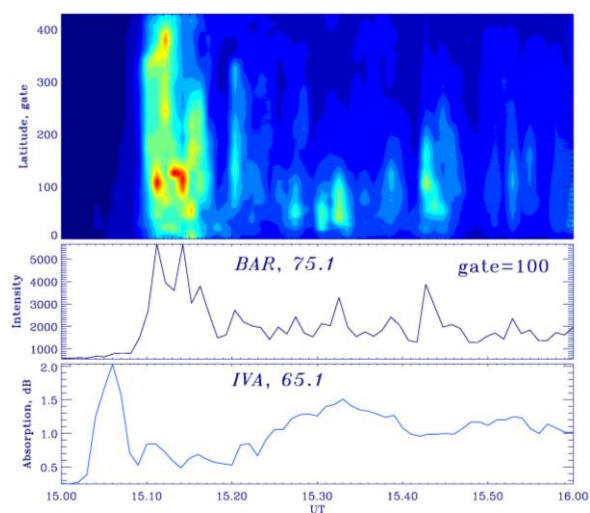 400
300
200
100
0
Latitude, gate
BAR, 75.1
gate=100
5000
4000
3000
2000
1000
Intensity
IVA, 65.1
2.0
1.5
1.0
0.5
Absorption, dB
15.00 15.10 15.20 15.30 15.40 15.50 16.00
UT